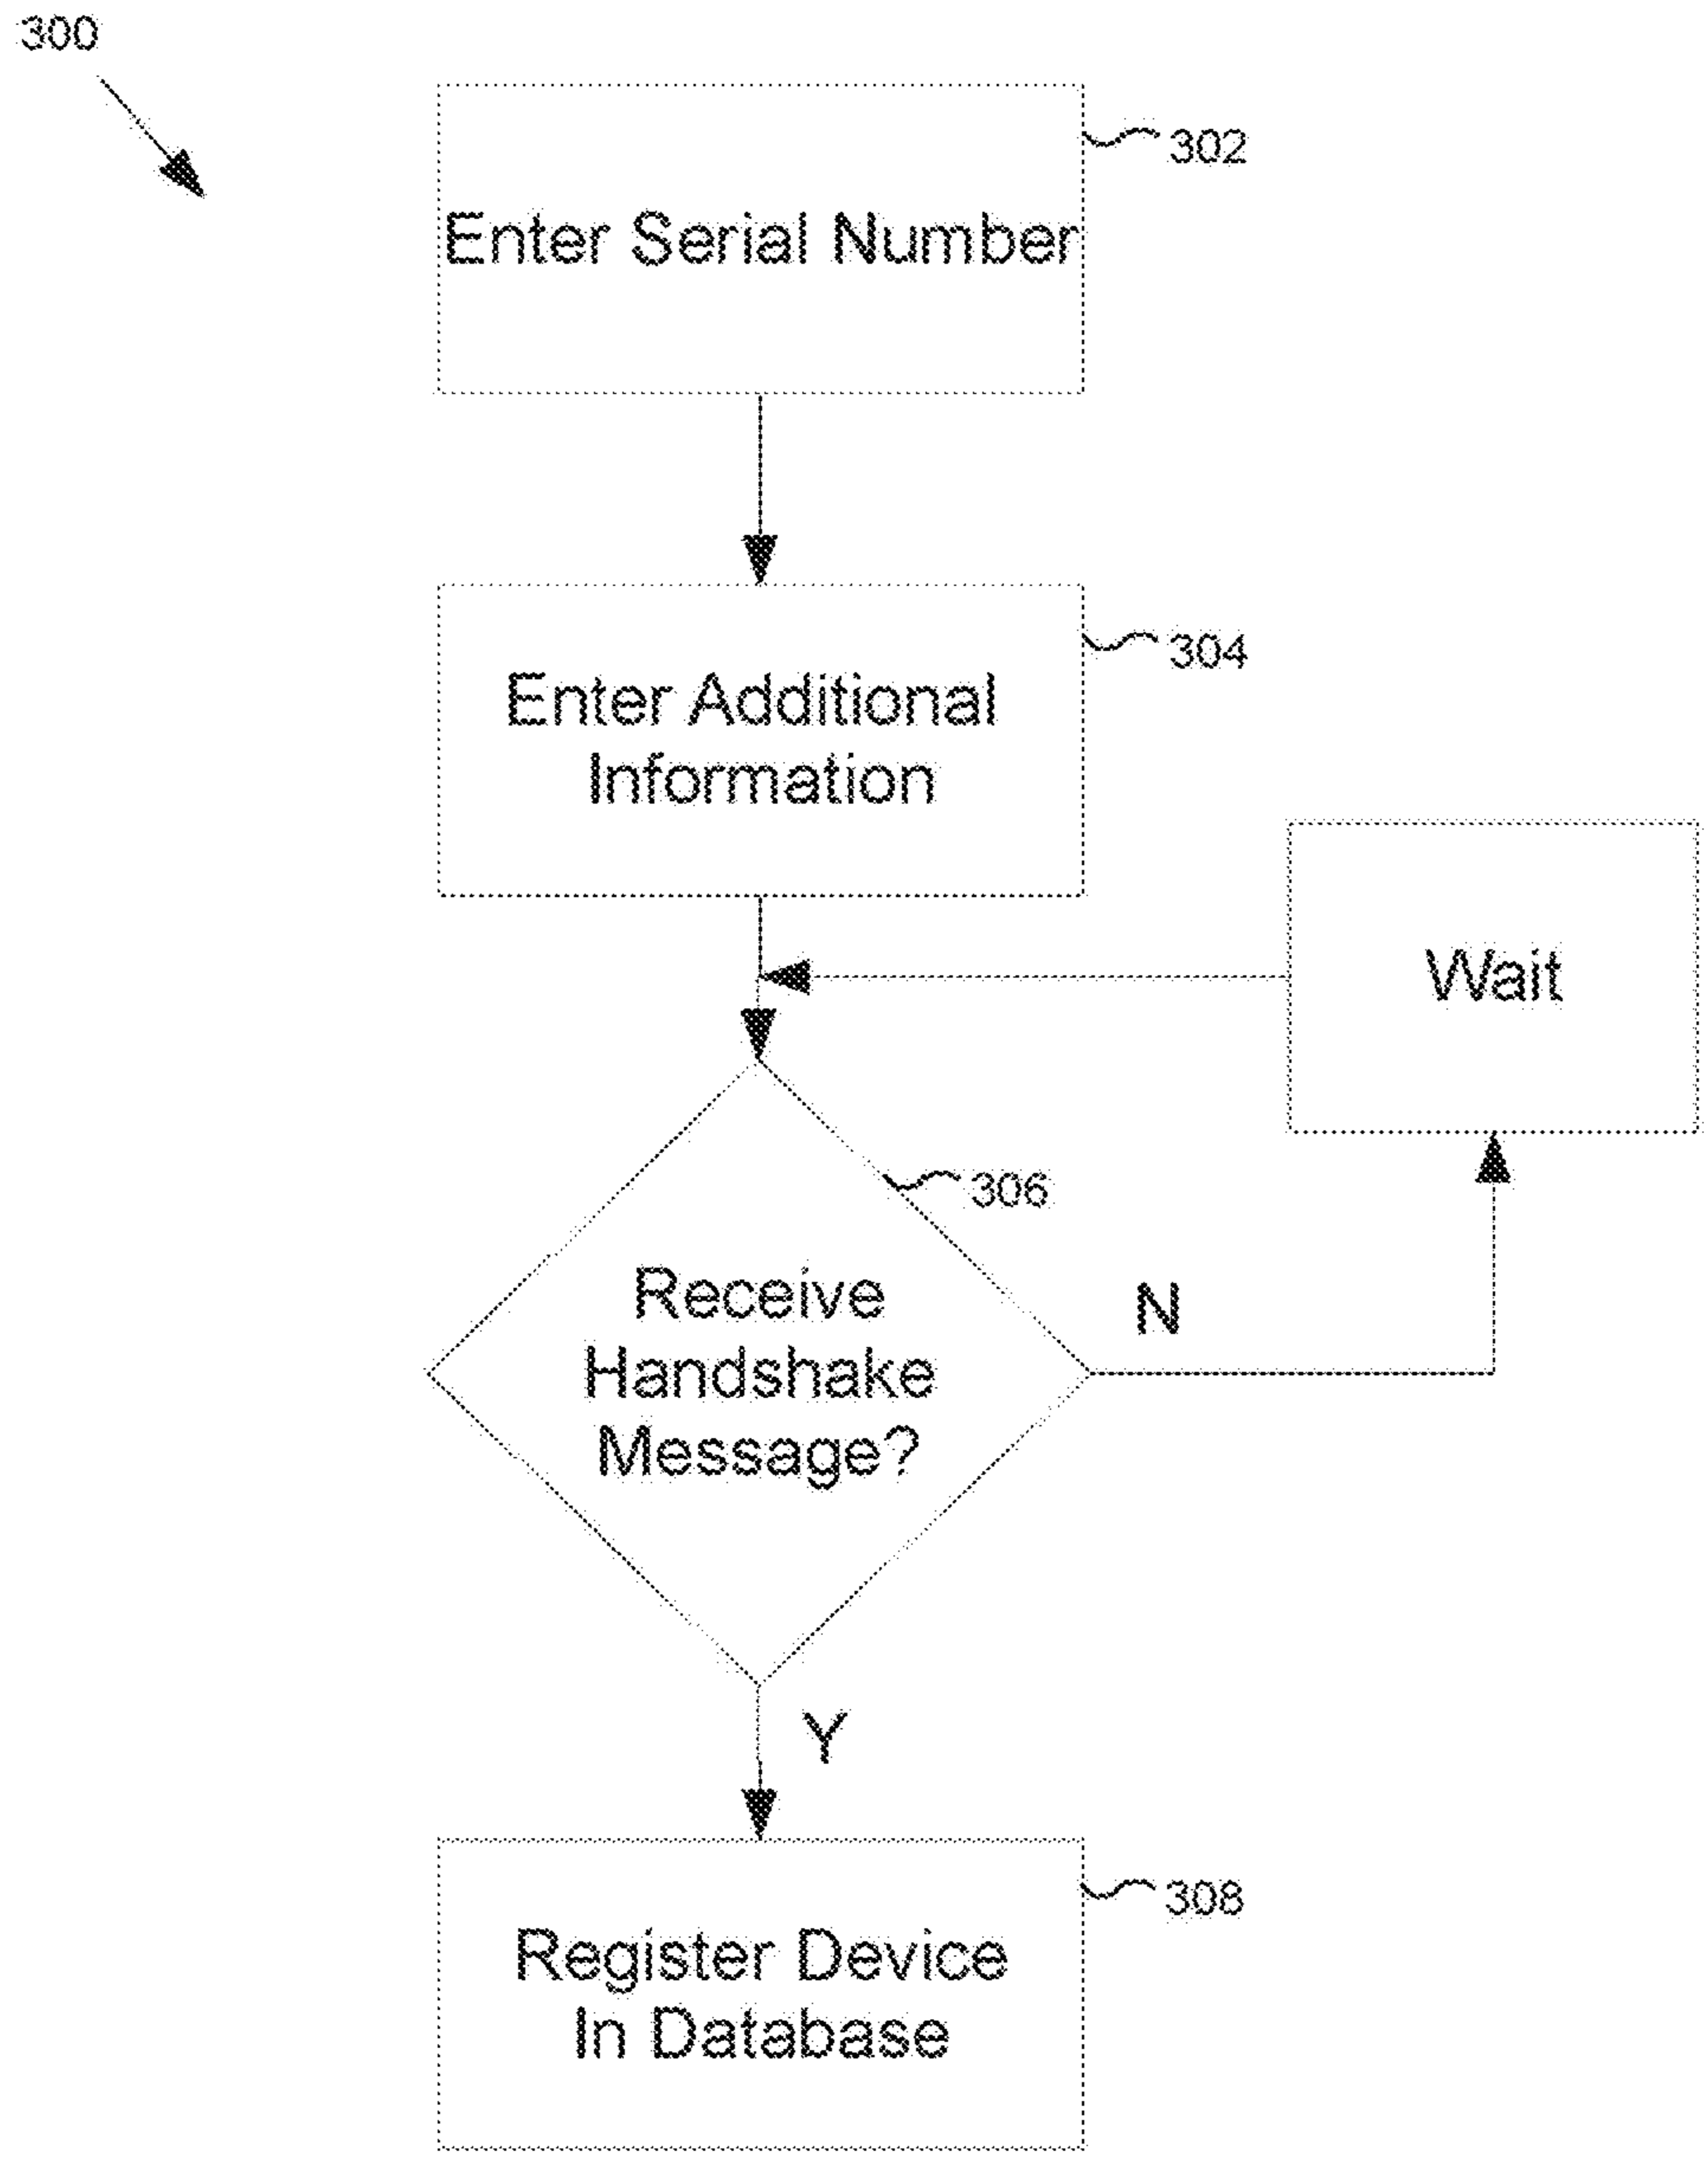 300
302
Enter Serial Number
304
Enter Additional
Information
Wait
306
Receive
Handshake
Message?
N
Y
308
Register Device
In Database